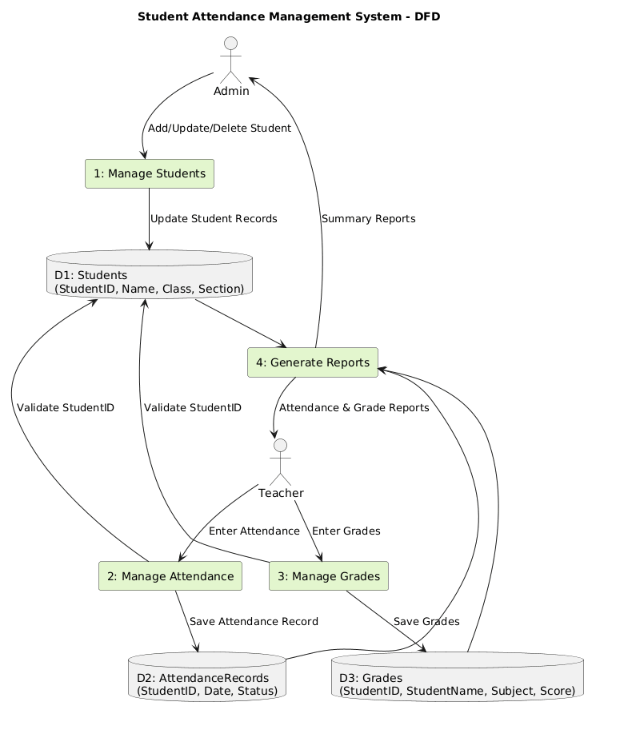 Student Attendance Management System - DFD
Admin
Add/Update/Delete Student
1: Manage Students
Update Student Records
Summary Reports
D1: Students
(StudentID, Name, Class, Section)
4: Generate Reports
Validate StudentID
Validate StudentID
Attendance & Grade Reports
Teacher
Enter Attendance
Enter Grades
2: Manage Attendance
3: Manage Grades
Save Attendance Record
Save Grades
D2: AttendanceRecords
(StudentID, Date, Status)
D3: Grades
(StudentID, StudentName, Subject, Score)